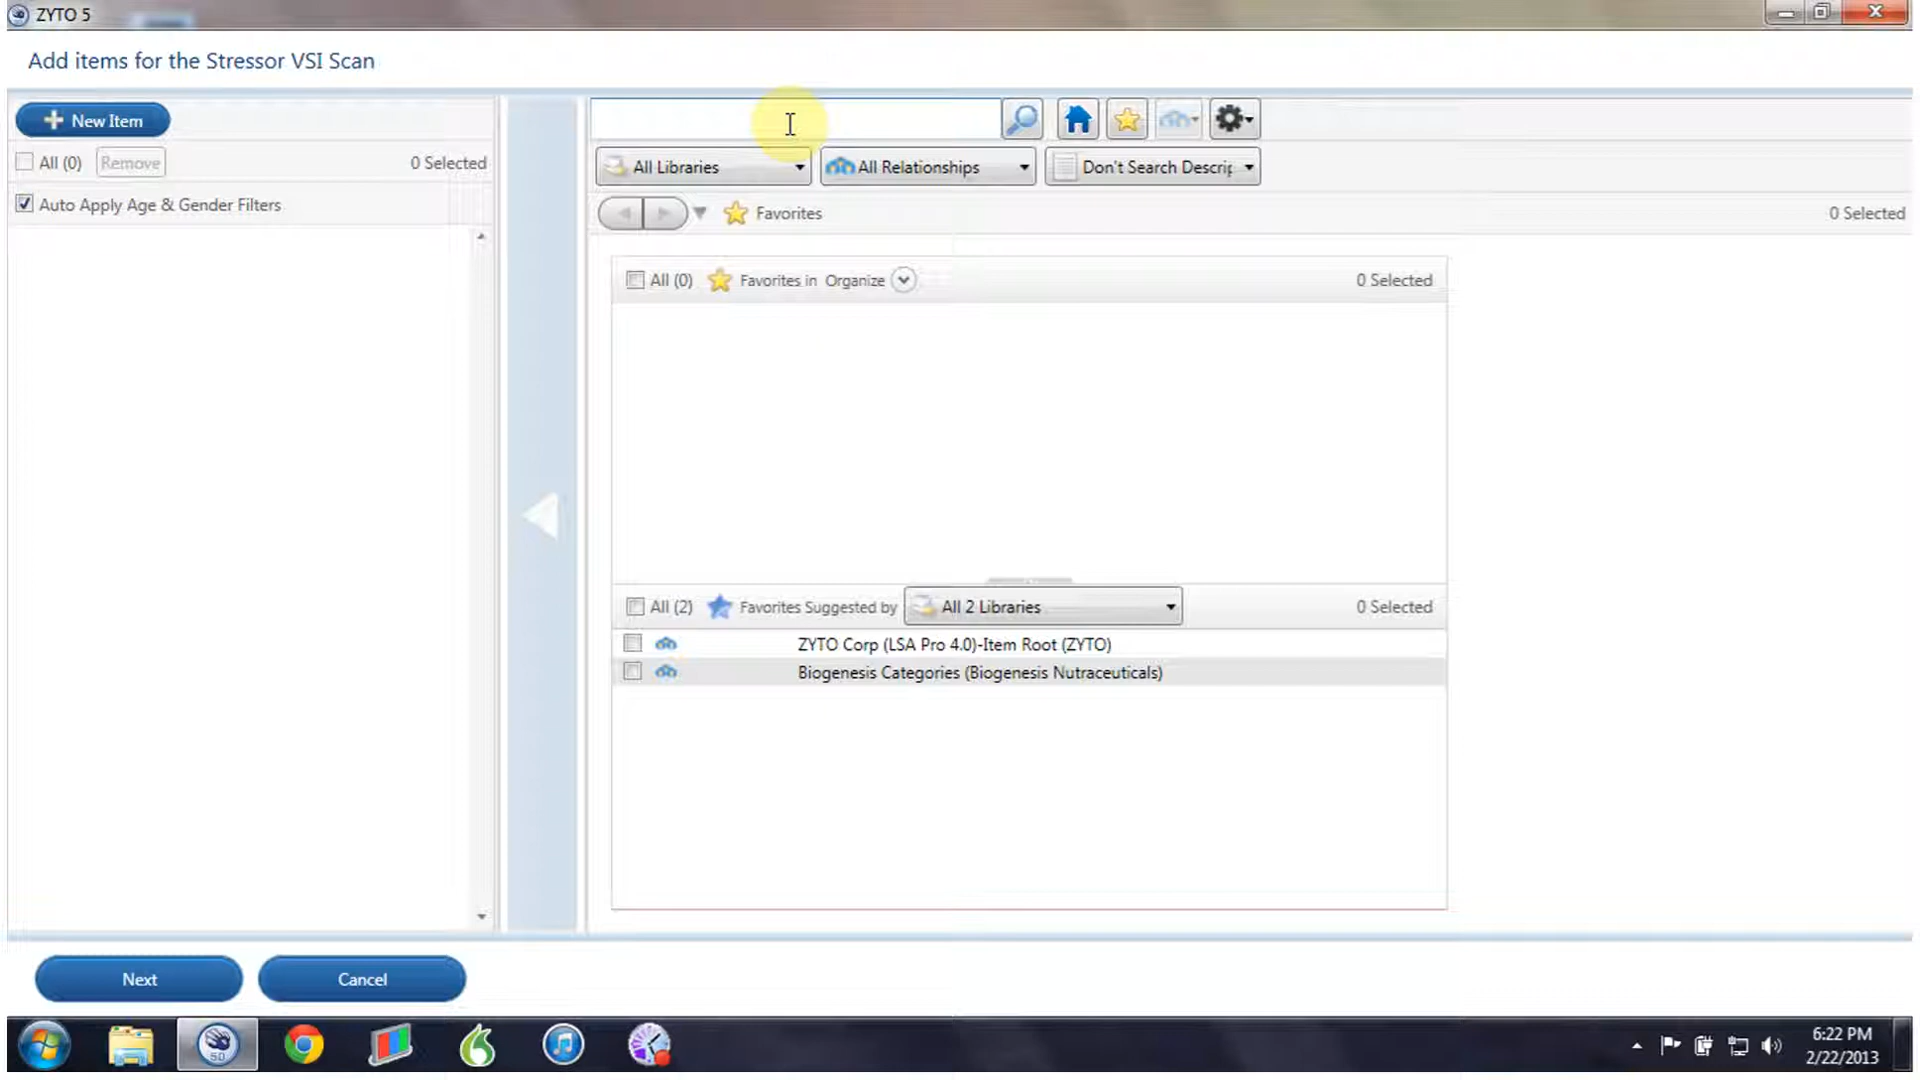 ZYTO 5
Add items for the Stressor VSI Scan
New Item
All (0) Remove 0 Selected
Auto Apply Age & Gender Filters
All Libraries All Relationships Don't Search Descrip
Favorites 0 Selected
All (0) Favorites in Organize 0 Selected
All (2) Favorites Suggested by All 2 Libraries 0 Selected
ZYTO Corp (LSA Pro 4.0)-Item Root (ZYTO)
Biogenesis Categories (Biogenesis Nutraceuticals)
Next Cancel
50
6:22 PM
2/22/2013